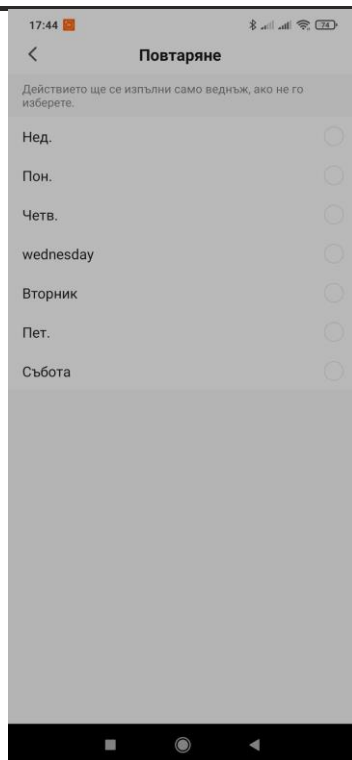 17:44
74
Повтаряне
Действието ще се изпълни само веднъж, ако не го
изберете.
Нед.
Пон.
Четв.
wednesday
Вторник
Пет.
Събота